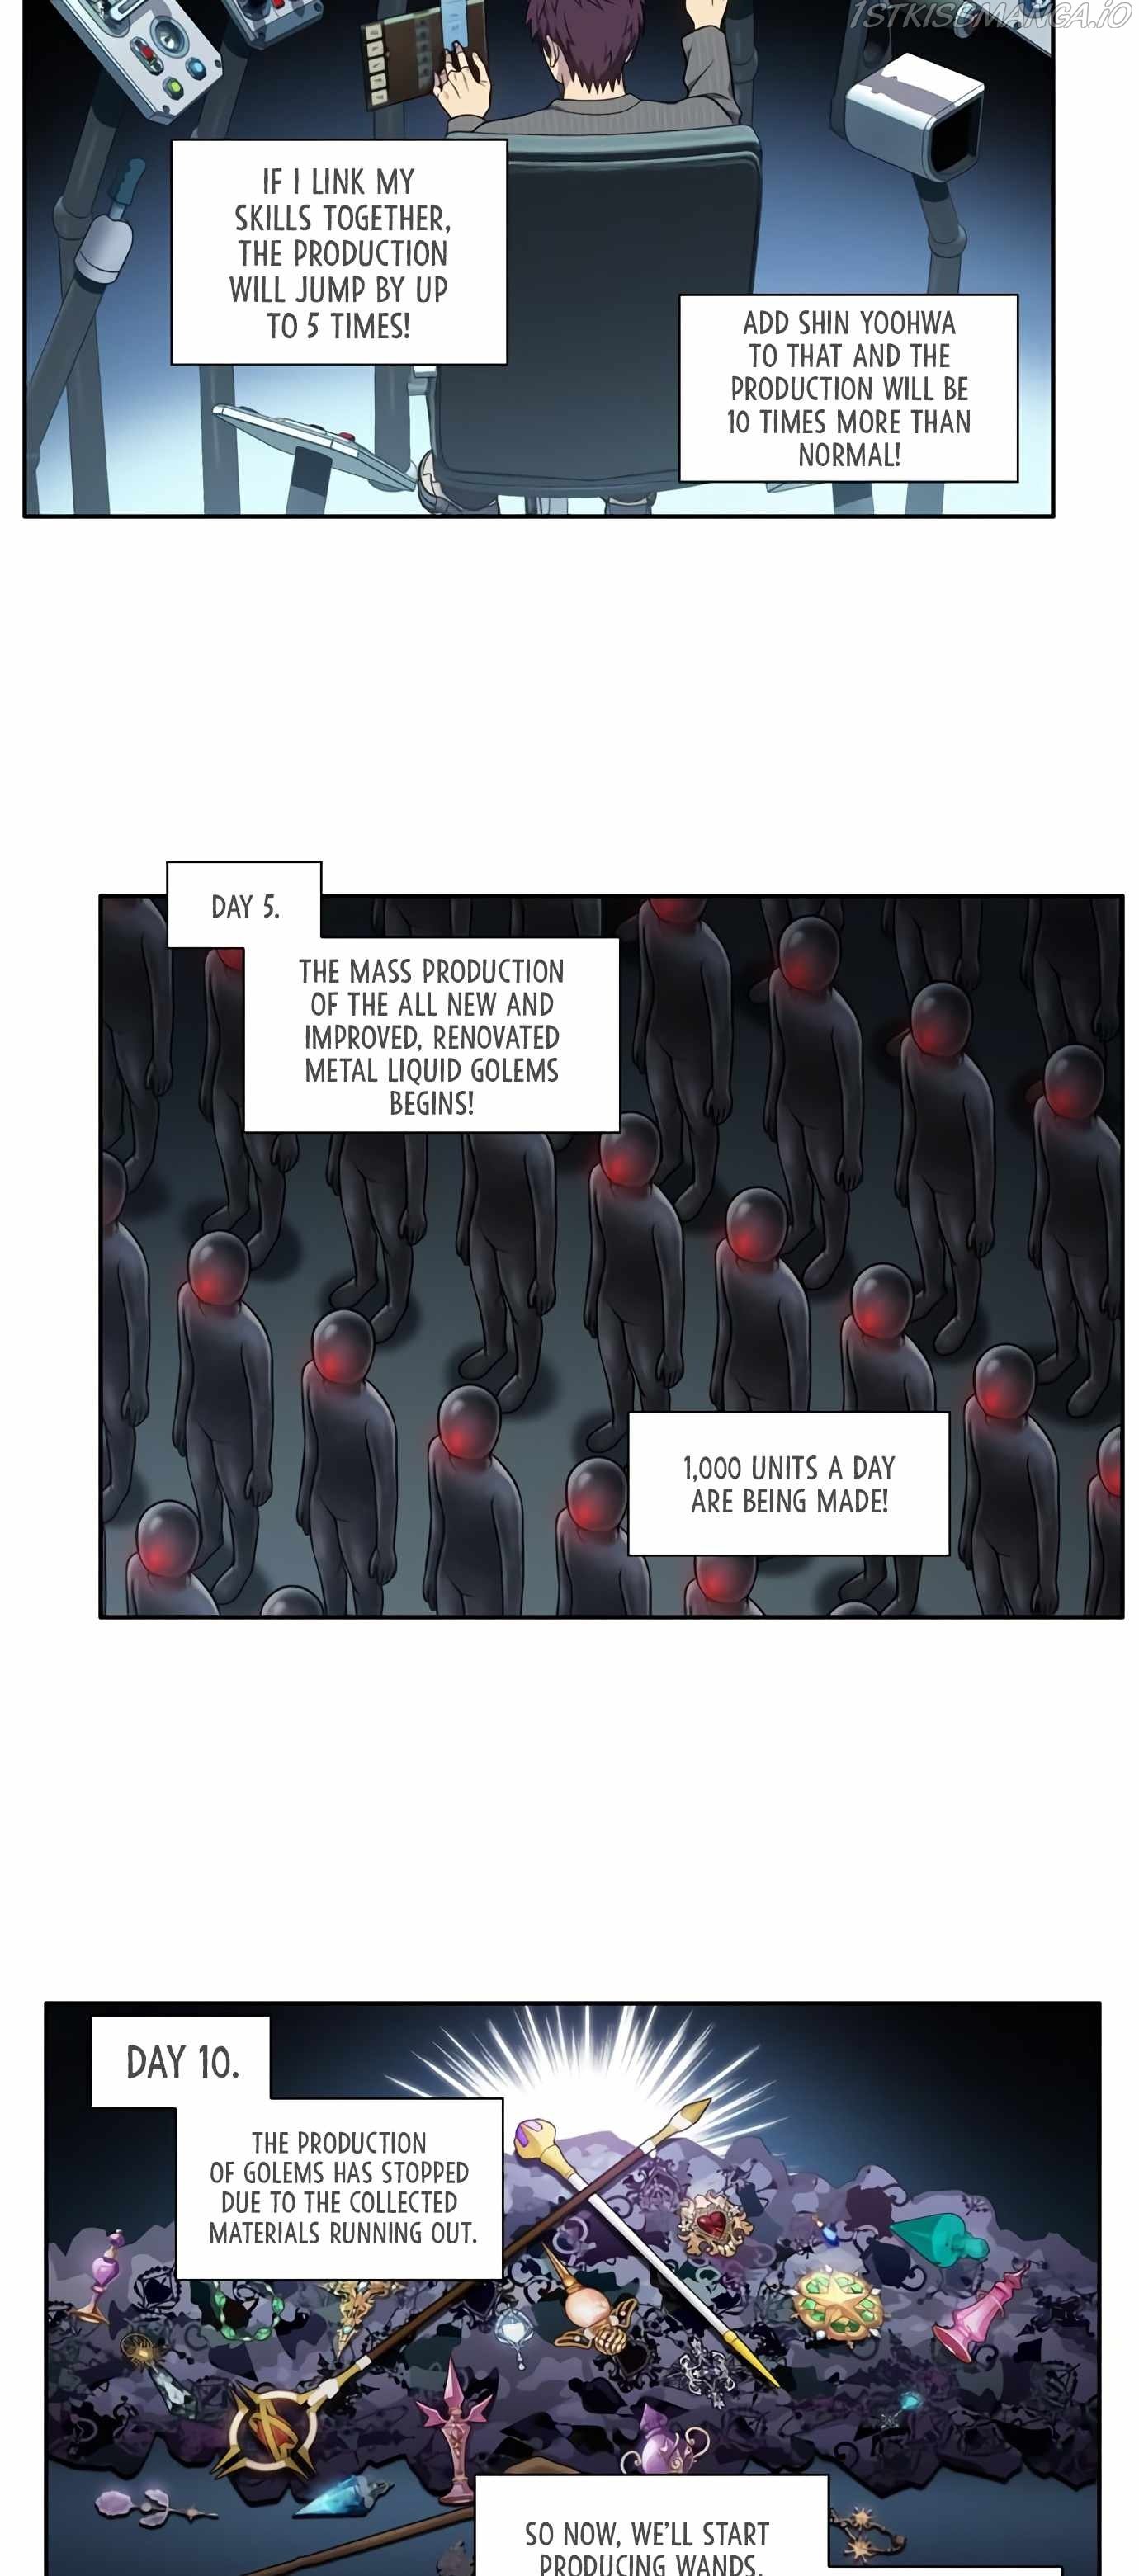 1STKISSMANGA.IO
IF I LINK MY
SKILLS TOGETHER,
THE PRODUCTION
WILL JUMP BY UP
TO 5 TIMES!
ADD SHIN YOOHWA
TO THAT AND THE
PRODUCTION WILL BE
10 TIMES MORE THAN
NORMAL!
DAY 5.
THE MASS PRODUCTION
OF THE ALL NEW AND
IMPROVED, RENOVATED
METAL LIQUID GOLEMS
BEGINS!
1,000 UNITS A DAY
ARE BEING MADE!
DAY 10.
THE PRODUCTION
OF GOLEMS HAS STOPPED
DUE TO THE COLLECTED
MATERIALS RUNNING OUT.
SO NOW, WE'LL START
PRODUCING WANDS,